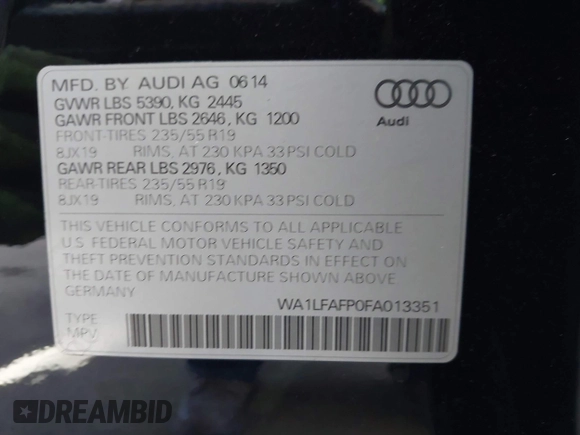 MFD. BY AUDI AG 06 14
GVWR LBS 5390, KG 2445
GAWR FRONT LBS 2646, KG 1200
FRONT-TIRES 235/55 R19
8JX19 RIMS, AT 230 KPA 33 PSI COLD
GAWR REAR LBS 2976, KG 1350
REAR-TIRES 235/55 R19
8JX19 RIMS, AT 230 KPA 33 PSI COLD
Audi
THIS VEHICLE CONFORMS TO ALL APPLICABLE
U.S. FEDERAL MOTOR VEHICLE SAFETY AND
THEFT PREVENTION STANDARDS IN EFFECT ON
THE DATE OF MANUFACTURE SHOWN ABOVE.
GERMANY
WA1LFAFP0FA013351
TYPE
MPV
DREAMBID